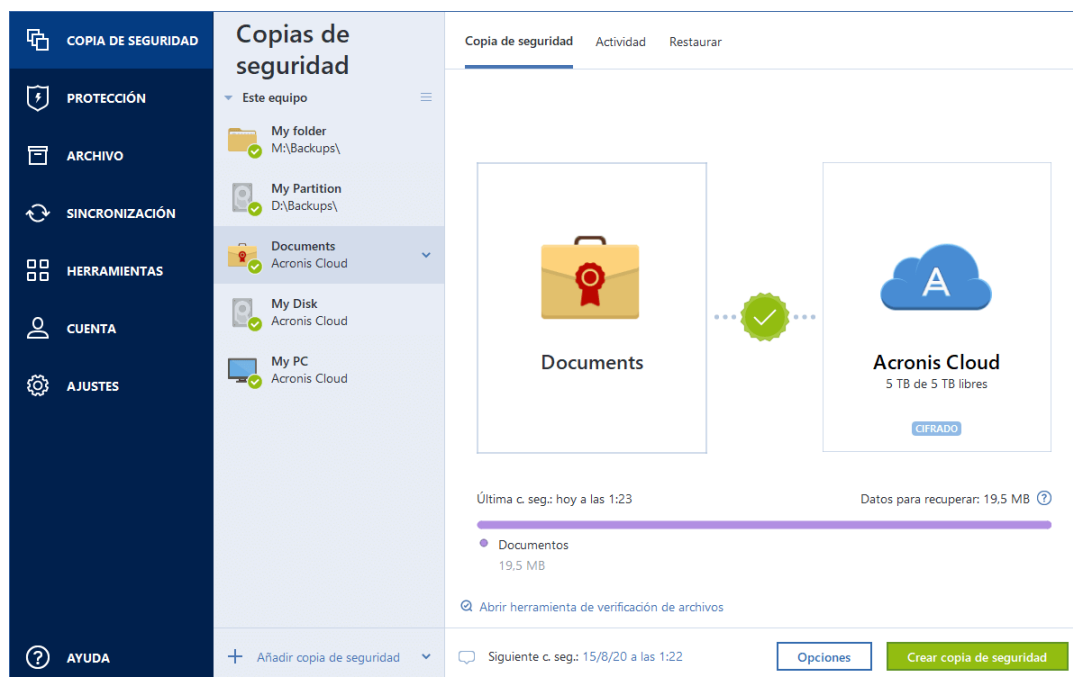 COPIA DE SEGURIDAD
PROTECCIÓN
ARCHIVO
SINCRONIZACIÓN
HERRAMIENTAS
CUENTA
AJUSTES
AYUDA
Copias de
seguridad
Este equipo
My folder
M:\Backups\
My Partition
D:\Backups\
Documents
Acronis Cloud
My Disk
Acronis Cloud
My PC
Acronis Cloud
Añadir copia de seguridad
Copia de seguridad Actividad Restaurar
Documents
A
Acronis Cloud
5 TB de 5 TB libres
CIFRADO
Última c. seg.: hoy a las 1:23 Datos para recuperar: 19,5 MB ?
Documentos
19,5 MB
Abrir herramienta de verificación de archivos
Siguiente c. seg.: 15/8/20 a las 1:22 Opciones Crear copia de seguridad